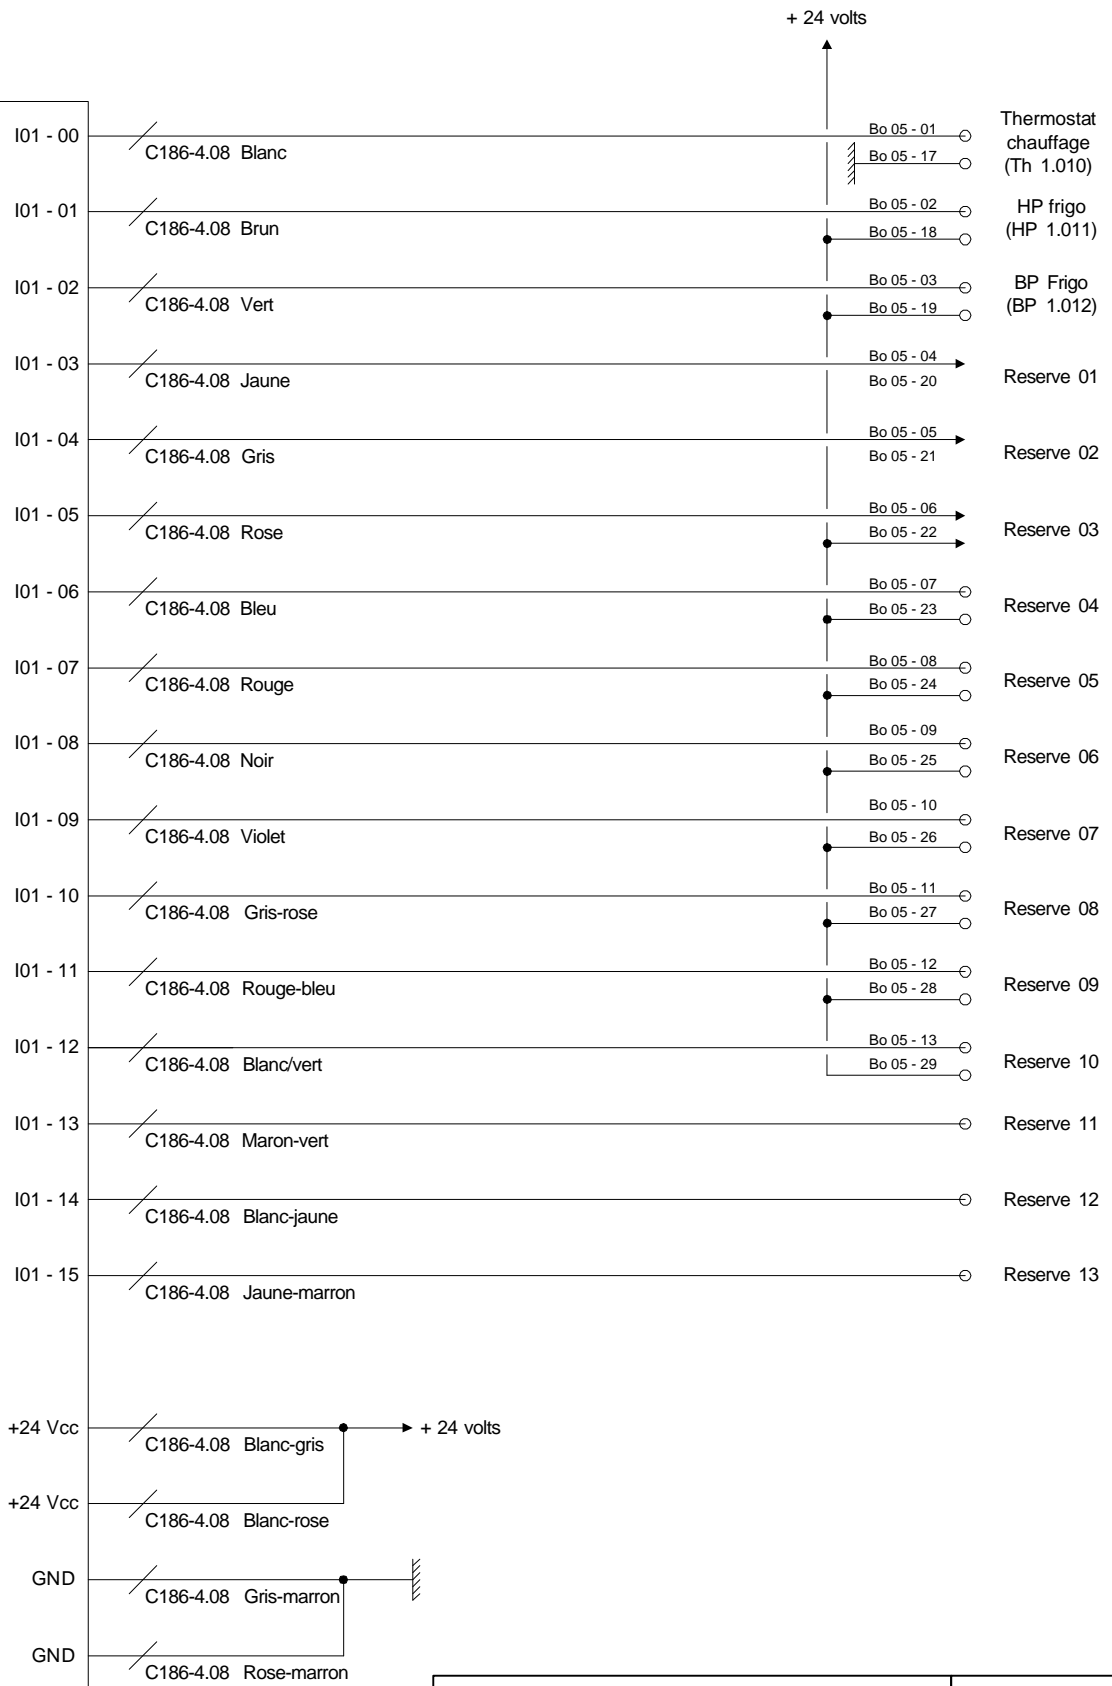 + 24 volts
I01 - 00
C186-4.08 Blanc
Bo 05 - 01
Bo 05 - 17
Thermostat
chauffage
(Th 1.010)
I01 - 01
C186-4.08 Brun
Bo 05 - 02
Bo 05 - 18
HP frigo
(HP 1.011)
I01 - 02
C186-4.08 Vert
Bo 05 - 03
Bo 05 - 19
BP Frigo
(BP 1.012)
I01 - 03
C186-4.08 Jaune
Bo 05 - 04
Bo 05 - 20
Reserve 01
I01 - 04
C186-4.08 Gris
Bo 05 - 05
Bo 05 - 21
Reserve 02
I01 - 05
C186-4.08 Rose
Bo 05 - 06
Bo 05 - 22
Reserve 03
I01 - 06
C186-4.08 Bleu
Bo 05 - 07
Bo 05 - 23
Reserve 04
I01 - 07
C186-4.08 Rouge
Bo 05 - 08
Bo 05 - 24
Reserve 05
I01 - 08
C186-4.08 Noir
Bo 05 - 09
Bo 05 - 25
Reserve 06
I01 - 09
C186-4.08 Violet
Bo 05 - 10
Bo 05 - 26
Reserve 07
I01 - 10
C186-4.08 Gris-rose
Bo 05 - 11
Bo 05 - 27
Reserve 08
I01 - 11
C186-4.08 Rouge-bleu
Bo 05 - 12
Bo 05 - 28
Reserve 09
I01 - 12
C186-4.08 Blanc/vert
Bo 05 - 13
Bo 05 - 29
Reserve 10
I01 - 13
C186-4.08 Maron-vert
Reserve 11
I01 - 14
C186-4.08 Blanc-jaune
Reserve 12
I01 - 15
C186-4.08 Jaune-marron
Reserve 13
+24 Vcc
C186-4.08 Blanc-gris
+ 24 volts
+24 Vcc
C186-4.08 Blanc-rose
GND
C186-4.08 Gris-marron
GND
C186-4.08 Rose-marron